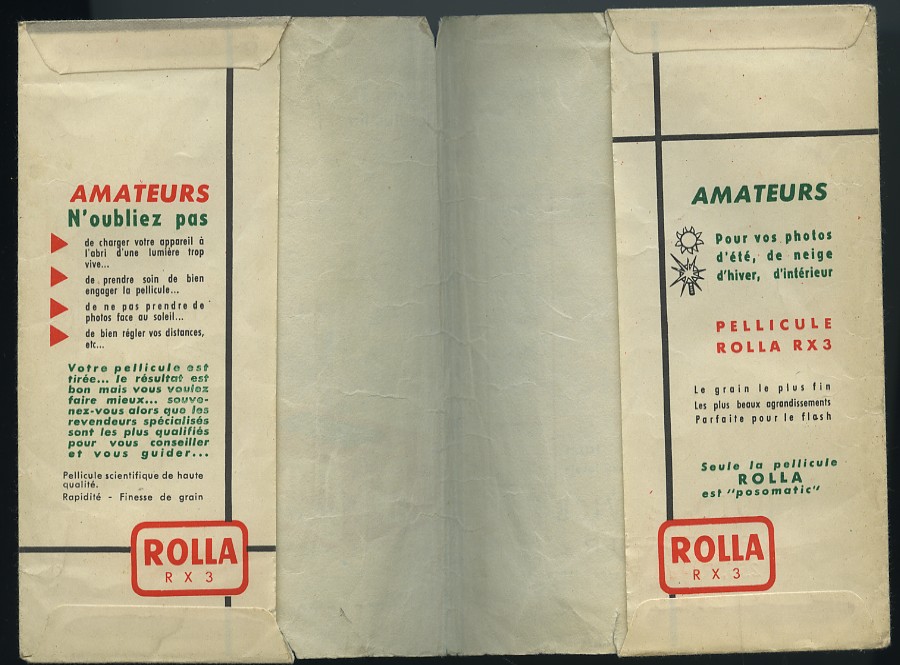 AMATEURS
N'oubliez pas
de charger votre appareil à
l'abri d'une lumière trop
vive...
de prendre soin de bien
engager la pellicule...
de ne pas prendre de
photos face au soleil...
de bien régler vos distances,
etc...
Votre pellicule est
tirée... le résultat est
bon mais vous voulez
faire mieux... souve-
nez-vous alors que les
revendeurs spécialisés
sont les plus qualifiés
pour vous conseiller
et vous guider...
Pellicule scientifique de haute
qualité.
Rapidité - Finesse de grain
ROLLA
RX3
AMATEURS
Pour vos photos
d'été, de neige
d'hiver, d'intérieur
PELLICULE
ROLLA RX3
Le grain le plus fin
Les plus beaux agrandissements
Parfaite pour le flash
Seule la pellicule
ROLLA
est "posomatic"
ROLLA
RX3